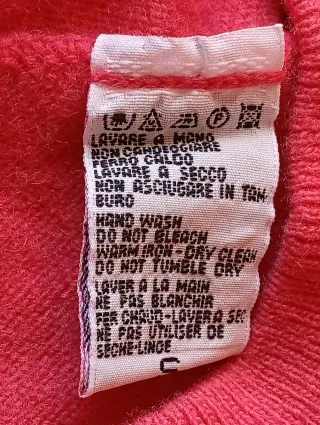 LAVARE A MANO
NON CANDEGGIARE
FERRO CALDO
LAVARE A SECCO
NON ASCIUGARE IN TAM
BURO
HAND WASH
DO NOT BLEACH
WARM IRON-DRY CLEAN
DO NOT TUMBLE DRY
LAVER A LA MAIN
NE PAS BLANCHIR
FER CHAUD-LAVER A SEC
NE PAS UTILISER DE
SECHE-LINGE